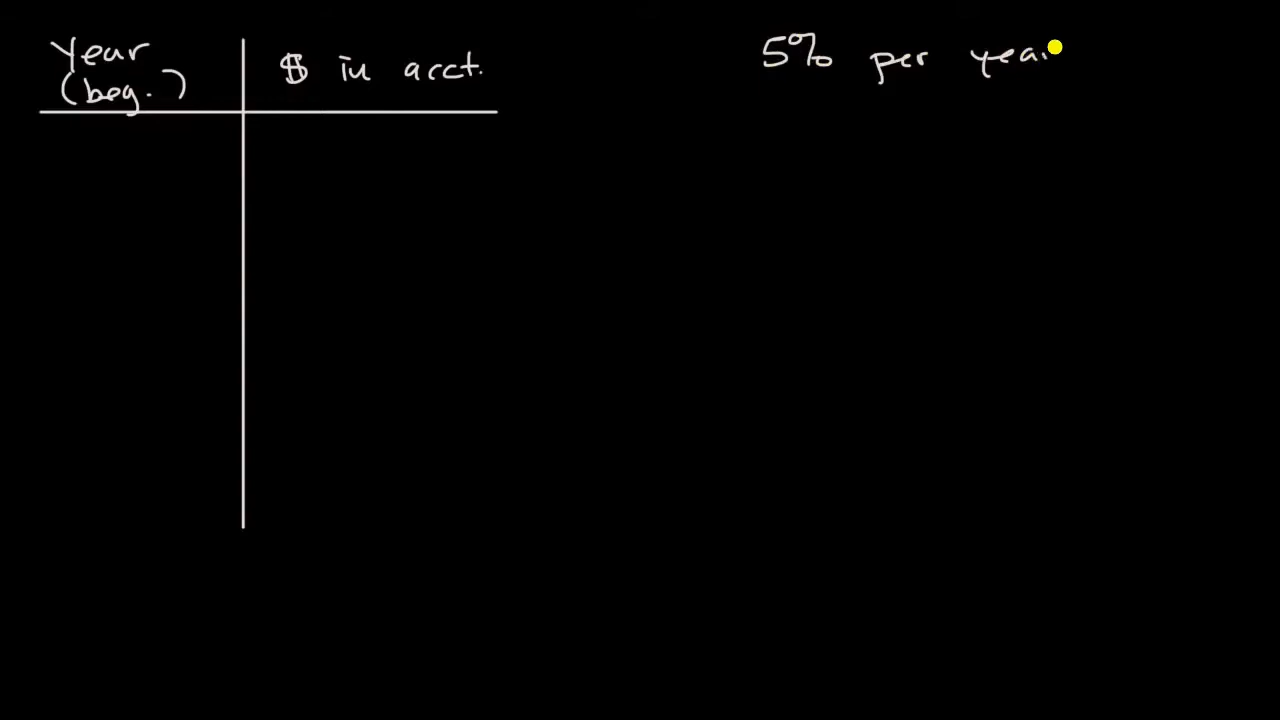 Year
(beg.)
$ in acct.
5% per year